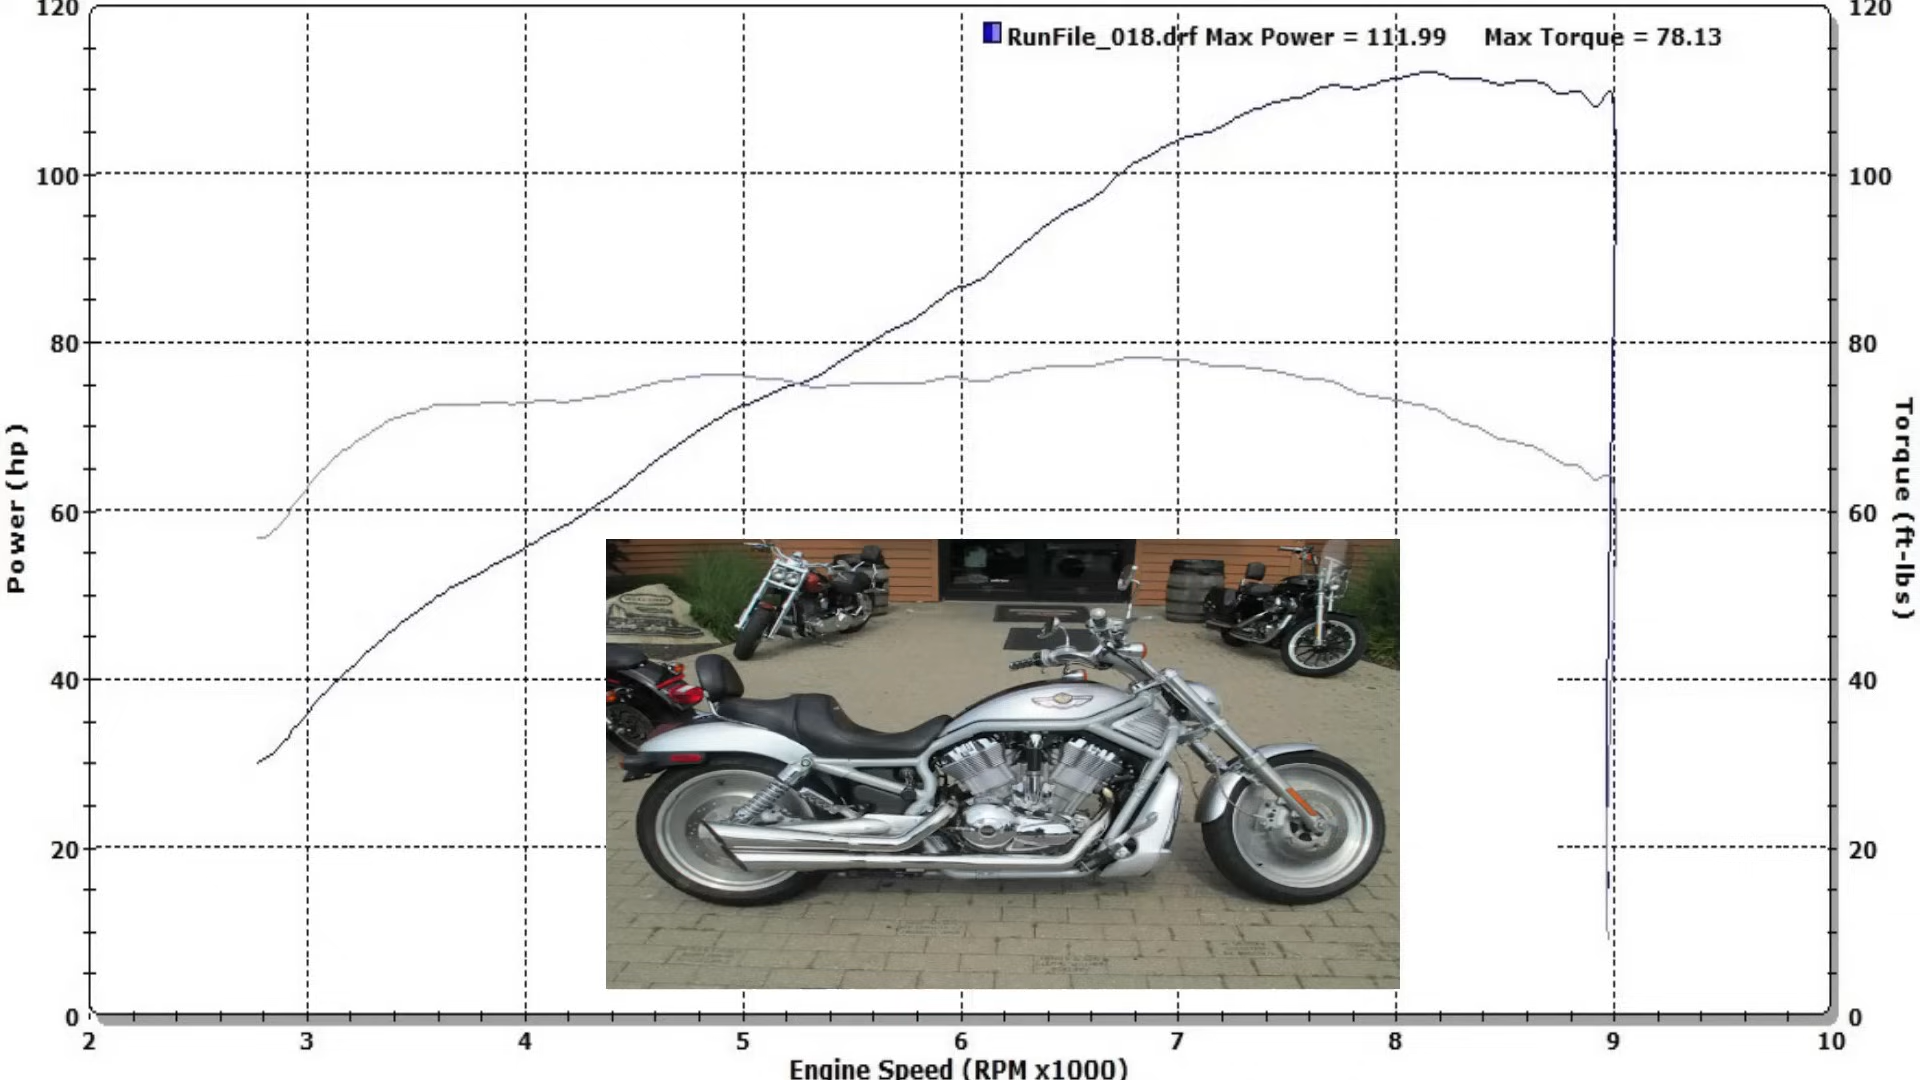 RunFile_018.drf Max Power = 111.99 Max Torque = 78.13
120
100
80
60
40
20
0
Power (hp)
120
100
80
60
40
20
0
Torque (ft-lbs)
2 3 4 5 6 7 8 9 10
Engine Speed (RPM x1000)